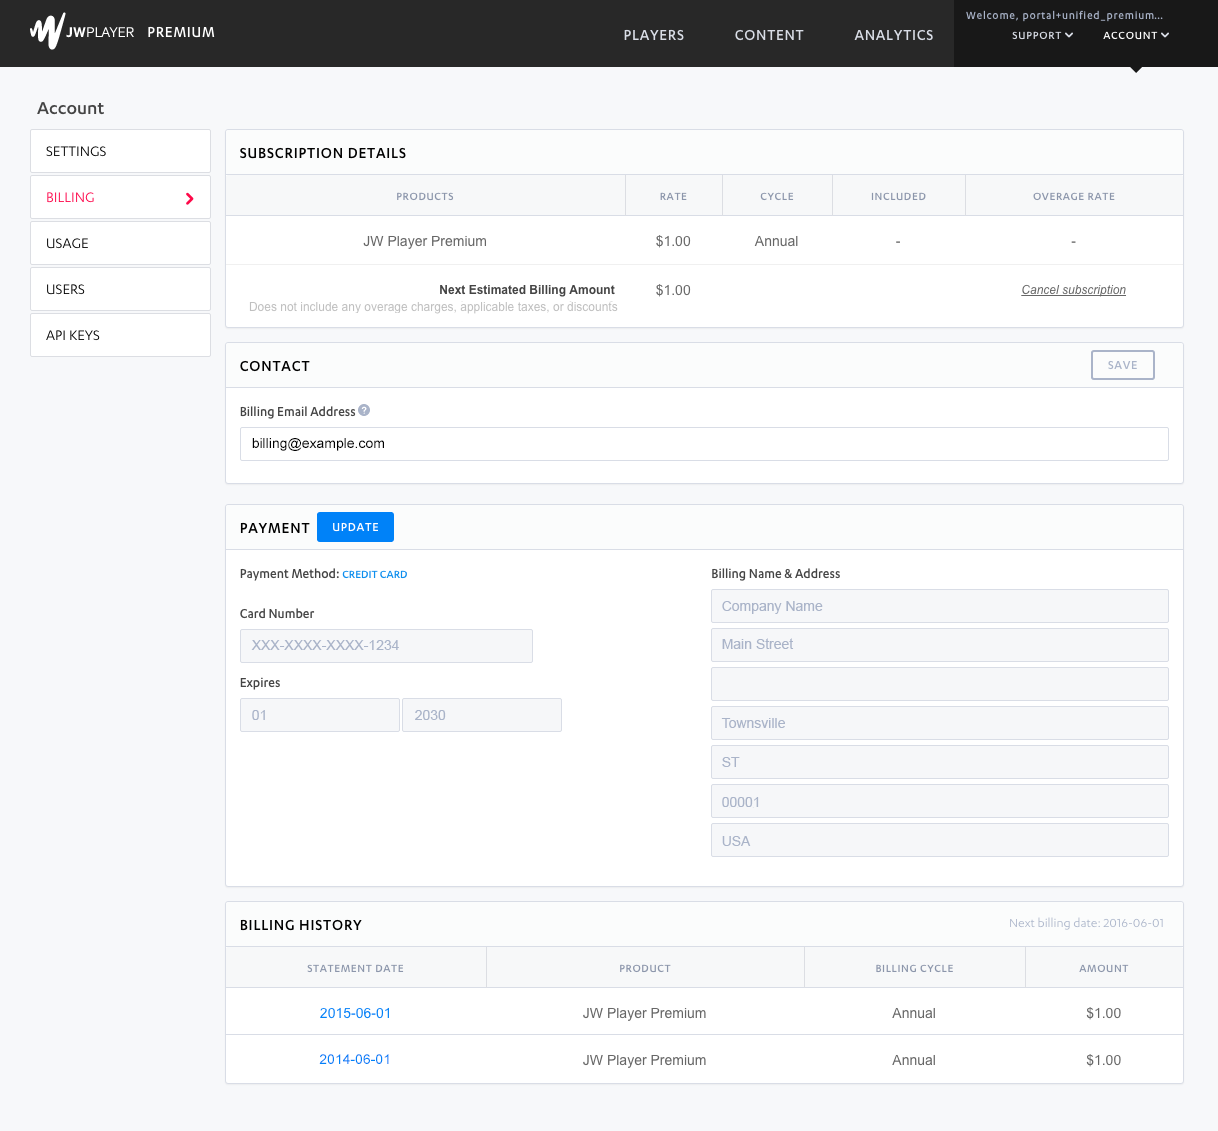 JWPLAYER PREMIUM
PLAYERS
CONTENT
ANALYTICS
Welcome, portal+unified_premium...
SUPPORT
ACCOUNT
Account
SETTINGS
BILLING
USAGE
USERS
API KEYS
SUBSCRIPTION DETAILS
PRODUCTS RATE CYCLE INCLUDED OVERAGE RATE
JW Player Premium $1.00 Annual - -
Next Estimated Billing Amount $1.00 Cancel subscription
Does not include any overage charges, applicable taxes, or discounts
CONTACT SAVE
Billing Email Address ?
billing@example.com
PAYMENT UPDATE
Payment Method: CREDIT CARD
Card Number
XXX-XXXX-XXXX-1234
Expires
01 2030
Billing Name & Address
Company Name
Main Street
Townsville
ST
00001
USA
BILLING HISTORY Next billing date: 2016-06-01
STATEMENT DATE PRODUCT BILLING CYCLE AMOUNT
2015-06-01 JW Player Premium Annual $1.00
2014-06-01 JW Player Premium Annual $1.00